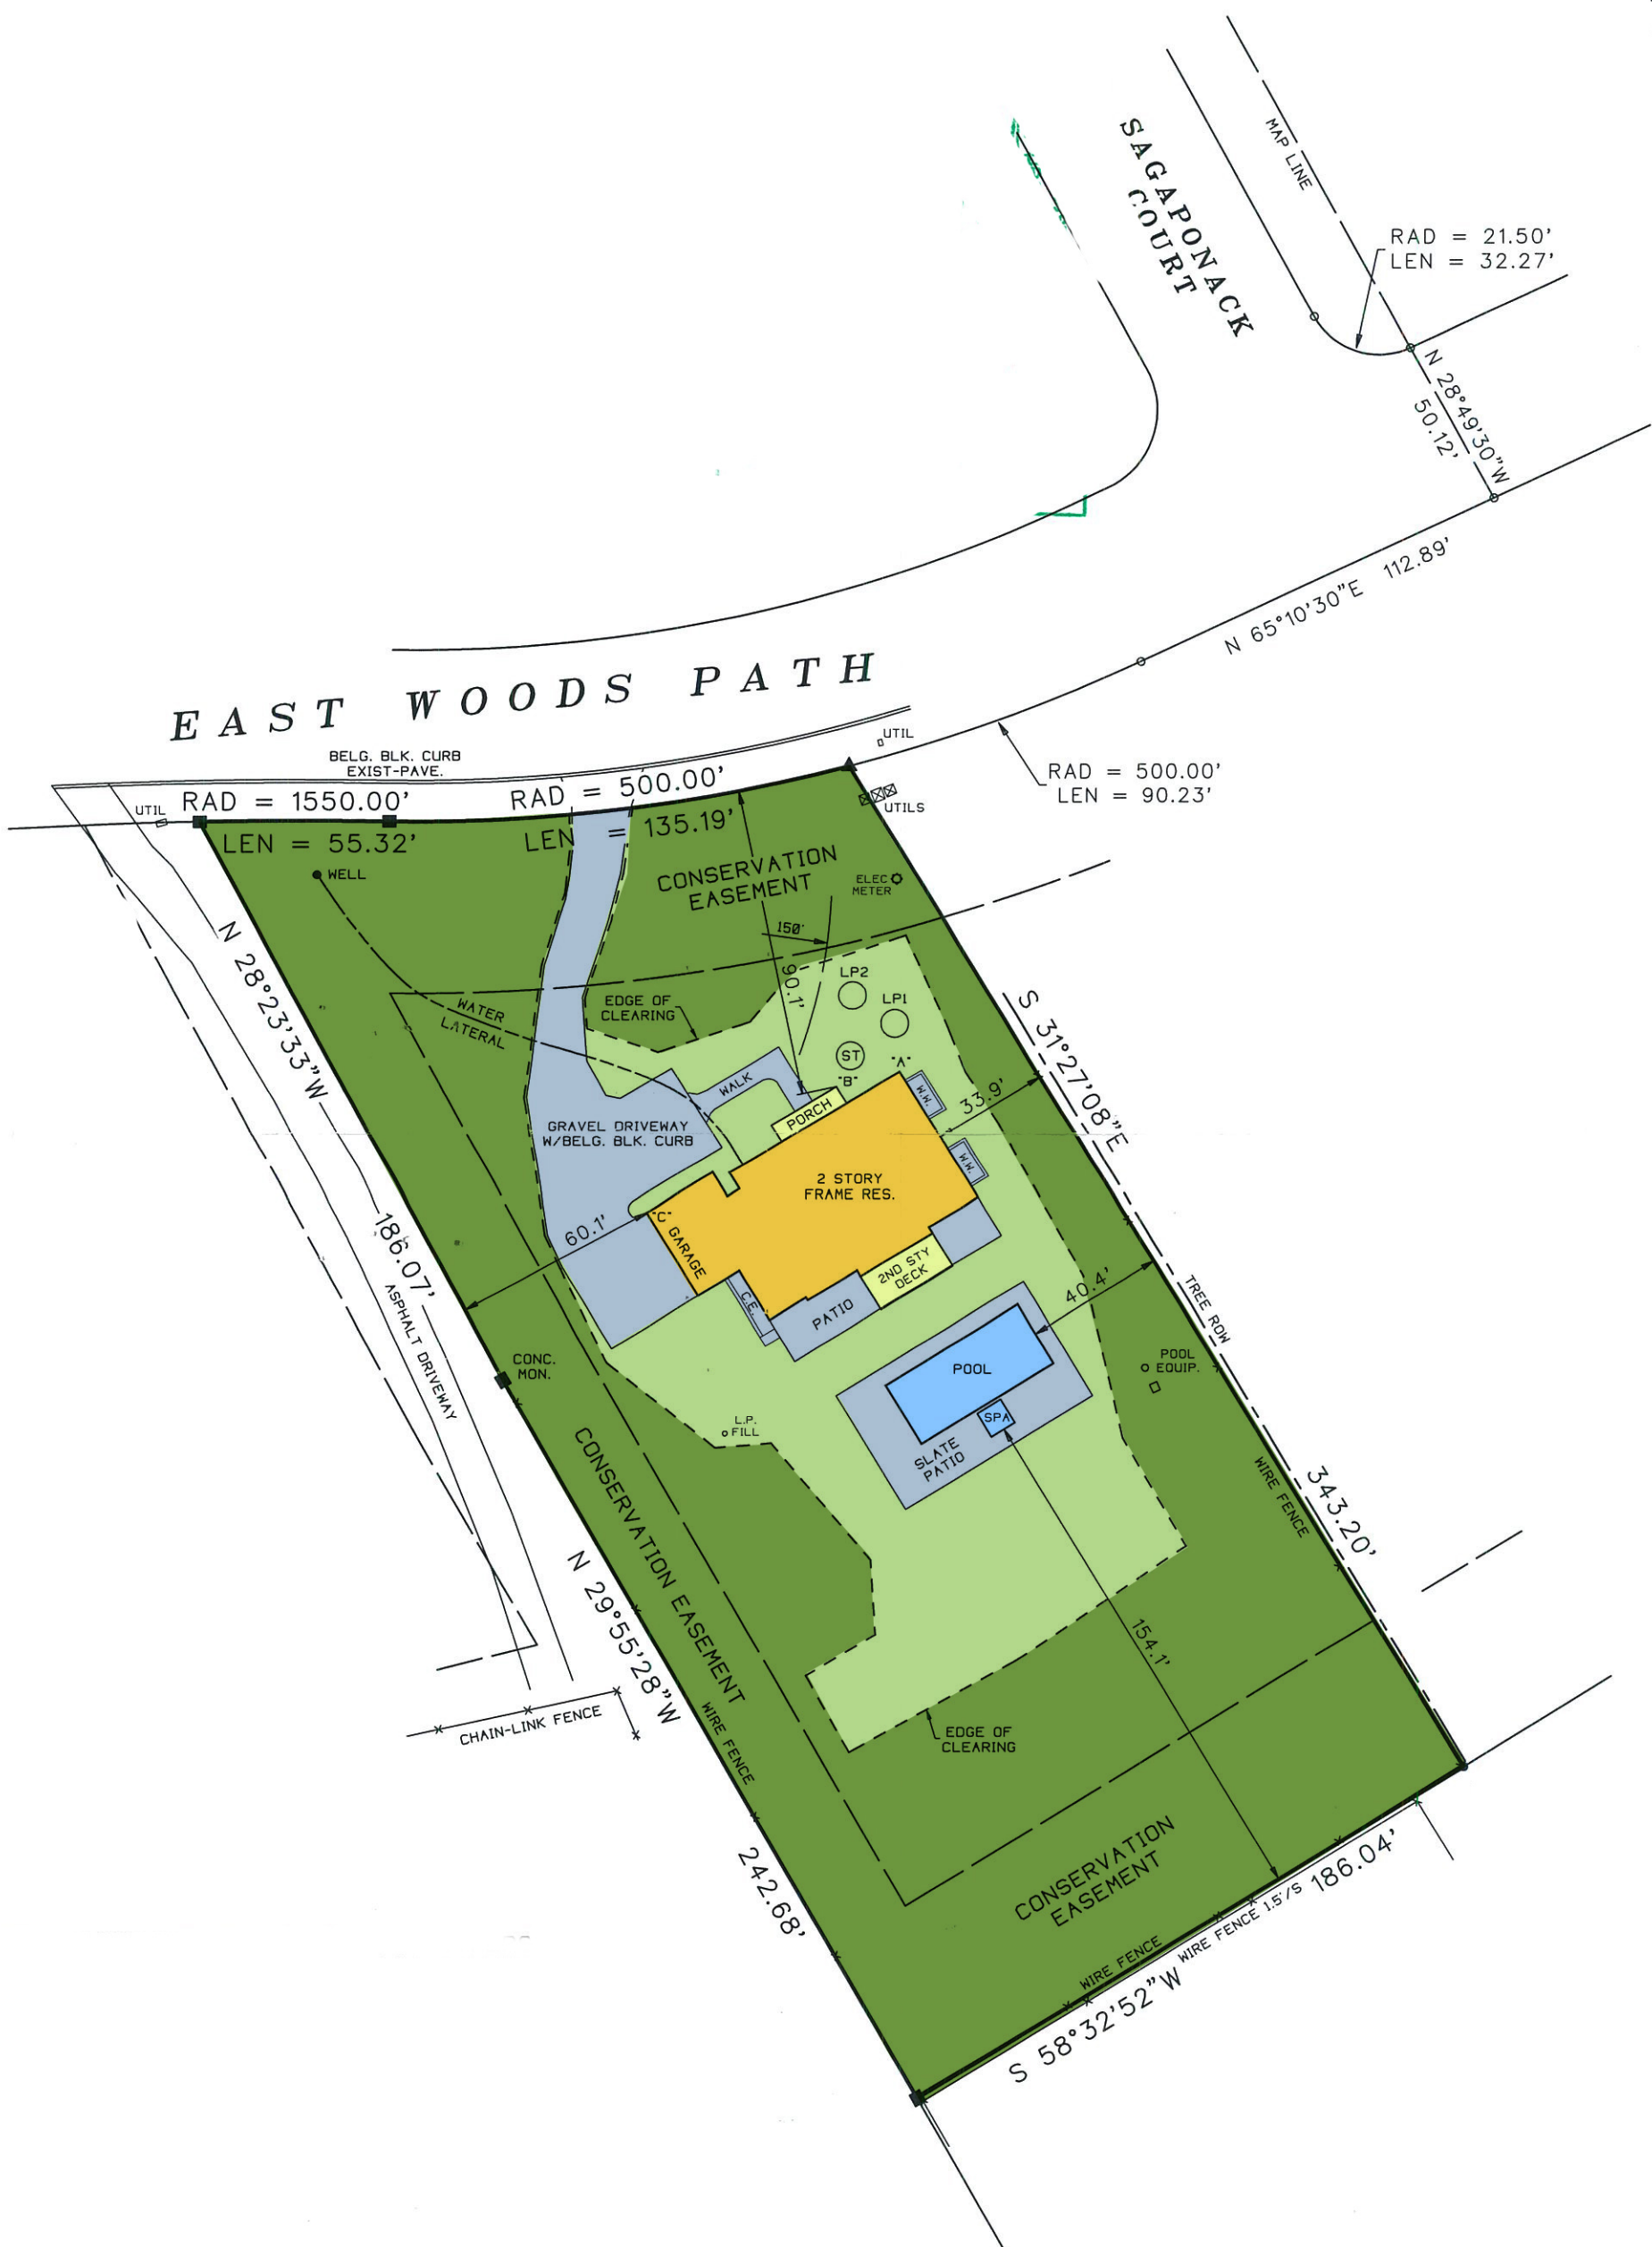 SAGAPONACK
COURT
MAP LINE
RAD = 21.50'
LEN = 32.27'
N 28°49'30"W
50.12'
N 65°10'30"E 112.89'
EAST WOODS PATH
BELG. BLK. CURB
EXIST-PAVE.
UTIL
RAD = 500.00'
LEN = 90.23'
UTIL
RAD = 1550.00'
LEN = 55.32'
RAD = 500.00'
LEN = 135.19'
UTILS
WELL
CONSERVATION
EASEMENT
ELEC
METER
150'
90.1'
LP2
LP1
ST
"A"
"B"
EDGE OF
CLEARING
WATER
LATERAL
N 28°23'33"W
186.07'
S 31°27'08"E
343.20'
WALK
PORCH
W.W.
33.9'
W.W.
GRAVEL DRIVEWAY
W/BELG. BLK. CURB
2 STORY
FRAME RES.
60.1'
"C"
GARAGE
C.E.
PATIO
2ND STY
DECK
40.4'
TREE ROW
ASPHALT DRIVEWAY
CONC.
MON.
POOL
SPA
SLATE
PATIO
POOL
EQUIP.
L.P.
FILL
WIRE FENCE
CONSERVATION EASEMENT
N 29°55'28"W
242.68'
WIRE FENCE
CHAIN-LINK FENCE
154.1'
EDGE OF
CLEARING
CONSERVATION
EASEMENT
WIRE FENCE
WIRE FENCE 1.5'/S
186.04'
S 58°32'52"W